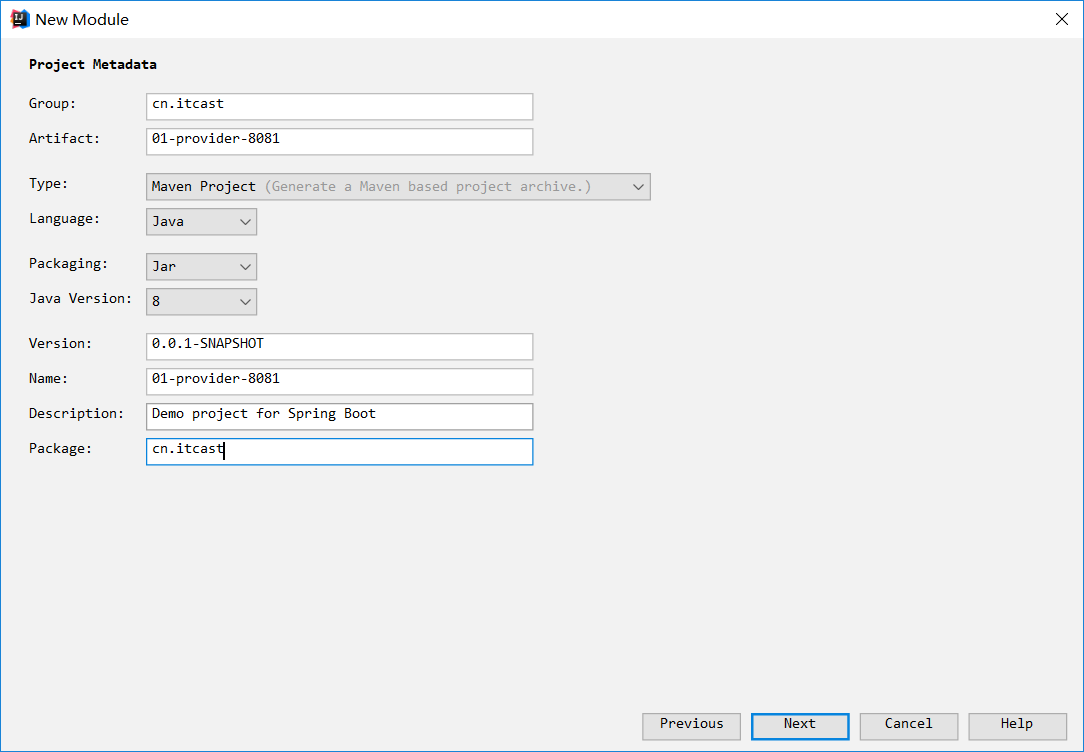 New Module
Project Metadata
Group: cn.itcast
Artifact: 01-provider-8081
Type: Maven Project (Generate a Maven based project archive.)
Language: Java
Packaging: Jar
Java Version: 8
Version: 0.0.1-SNAPSHOT
Name: 01-provider-8081
Description: Demo project for Spring Boot
Package: cn.itcast
Previous Next Cancel Help